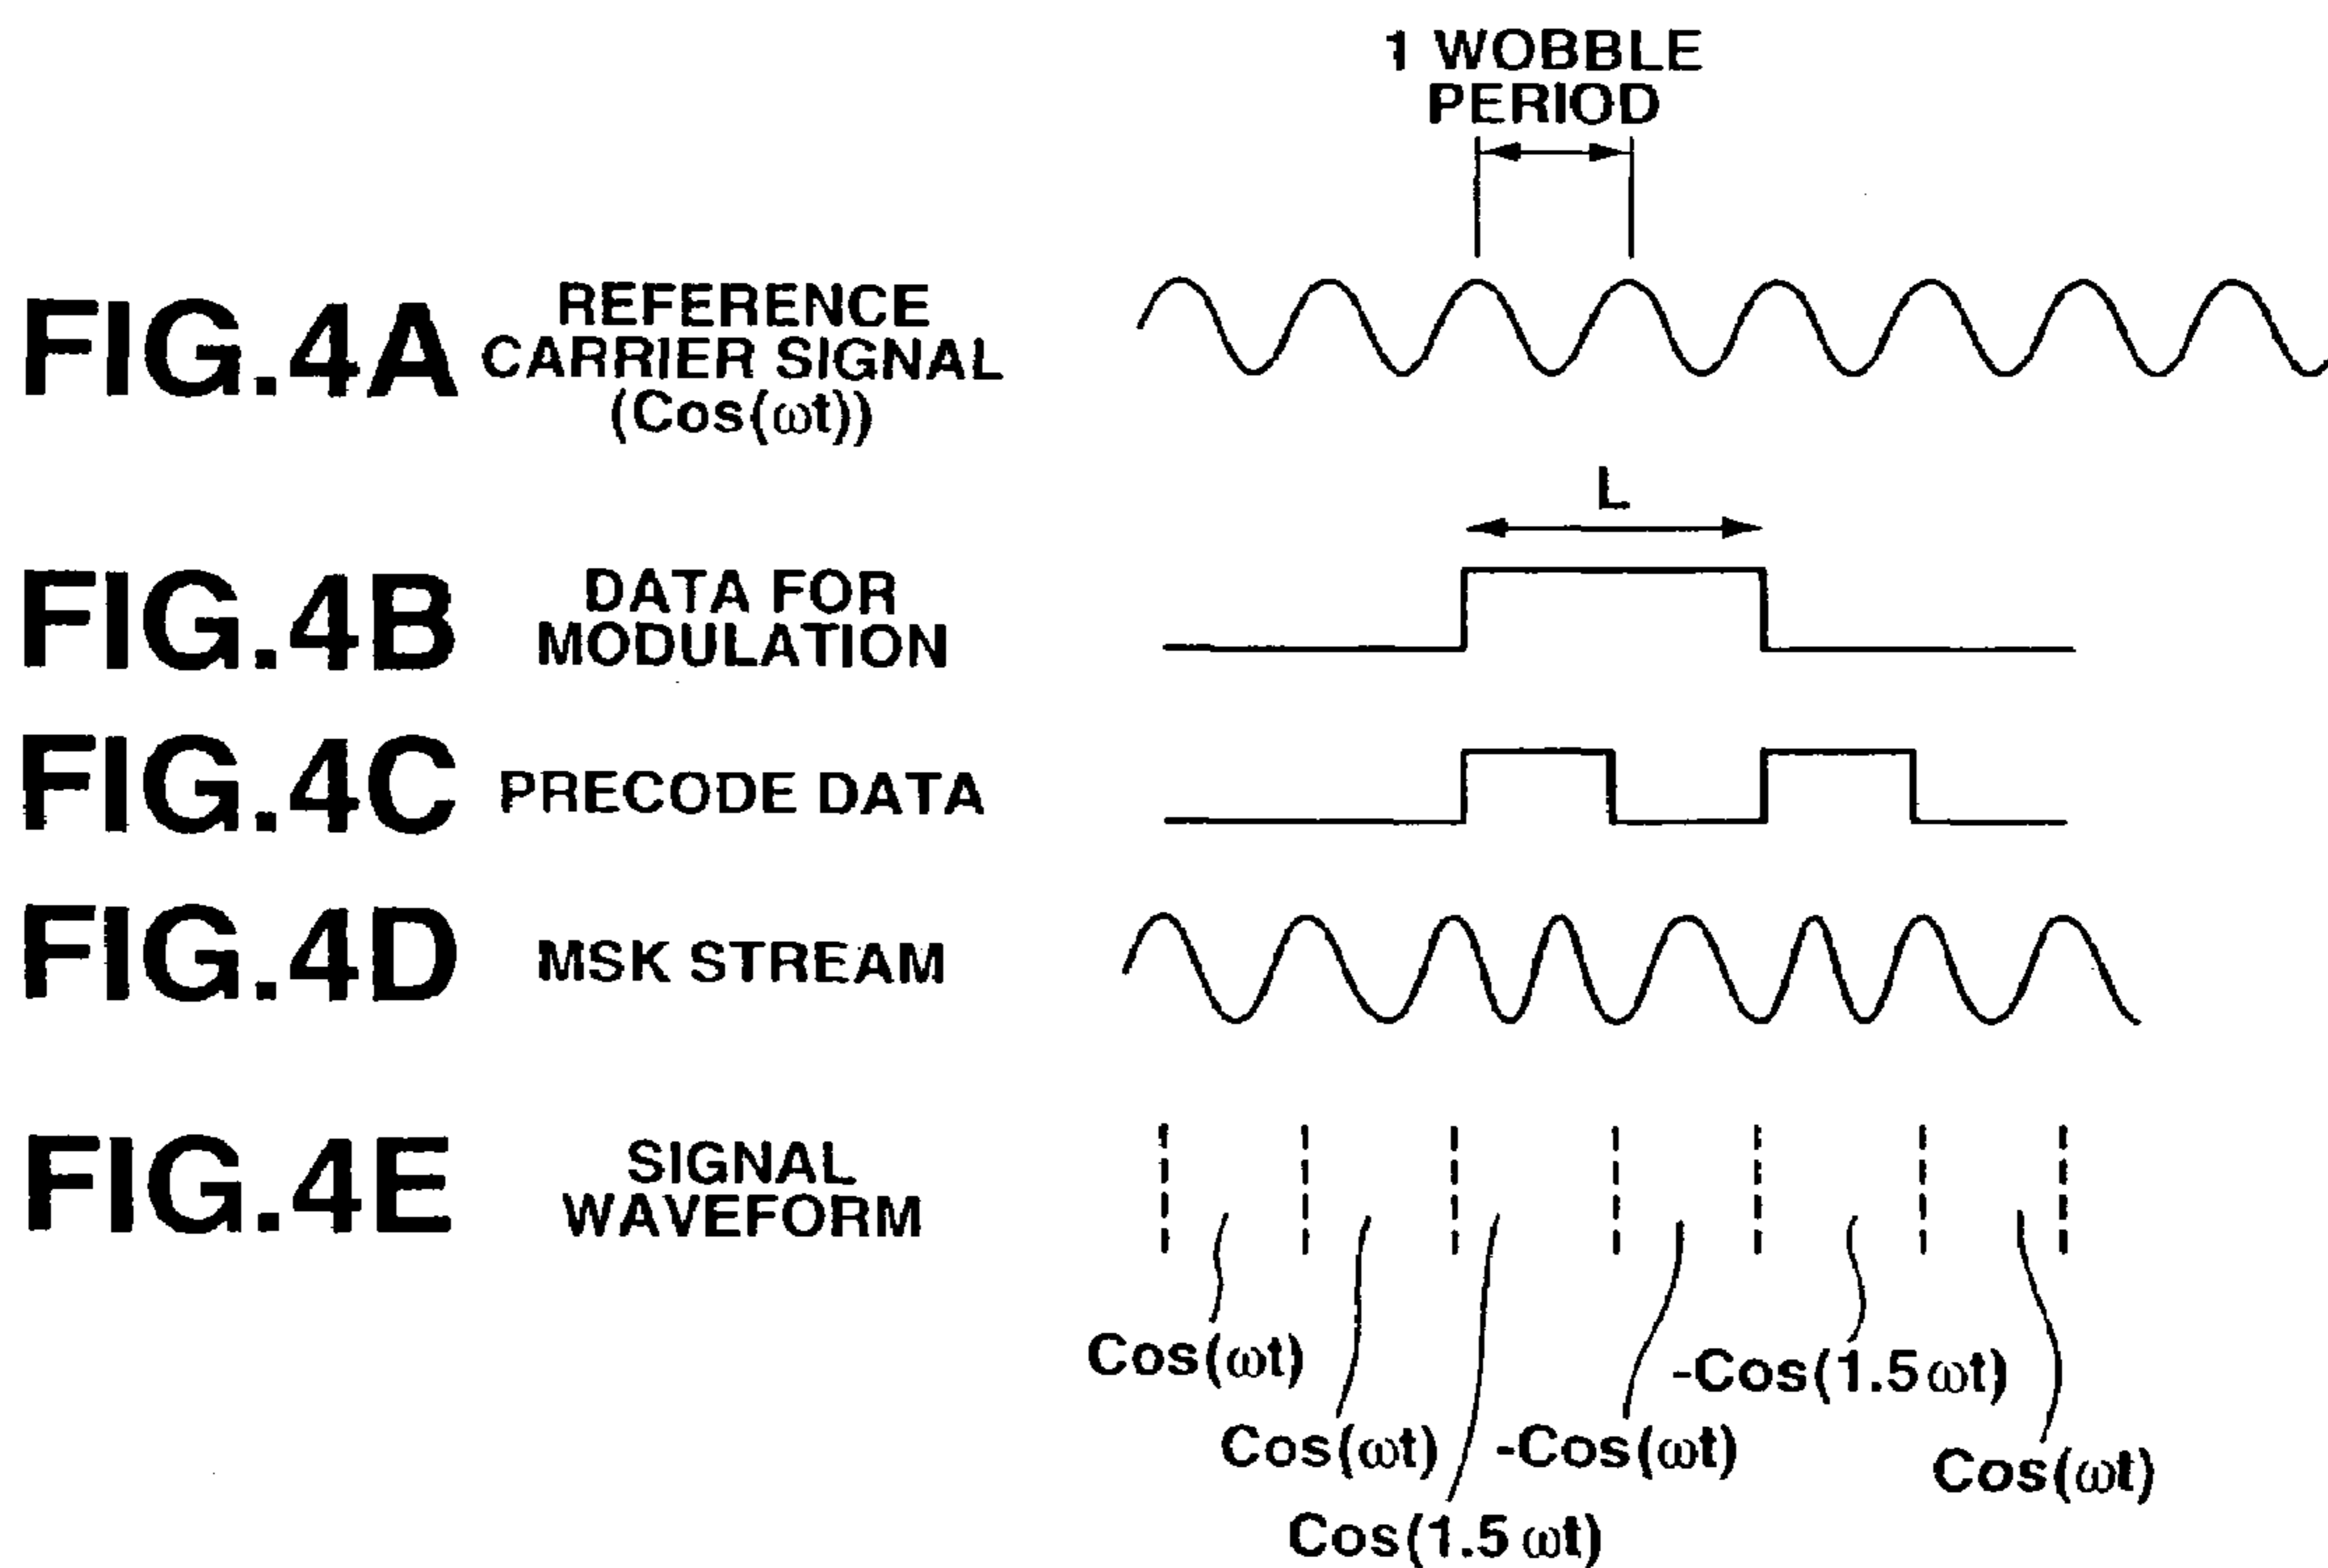 1 WOBBLE
PERIOD
FIG.4A
REFERENCE
CARRIER SIGNAL
(Cos(ωt))
L
FIG.4B
DATA FOR
MODULATION
FIG.4C
PRECODE DATA
FIG.4D
MSK STREAM
FIG.4E
SIGNAL
WAVEFORM
Cos(ωt)
-Cos(1.5ωt)
Cos(ωt)
-Cos(ωt)
Cos(ωt)
Cos(1.5ωt)